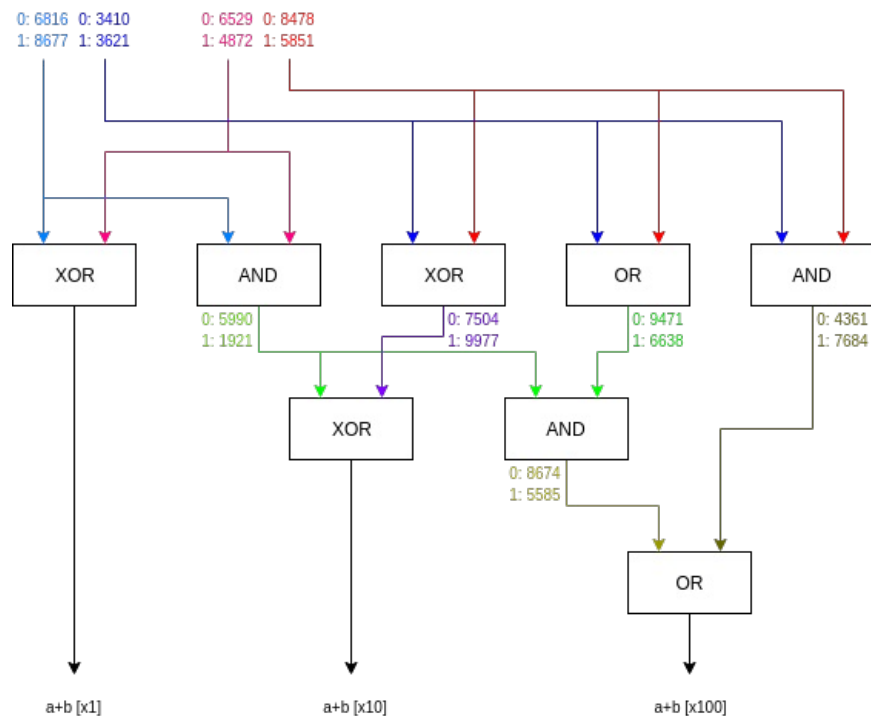 0: 6816 0: 3410 0: 6529 0: 8478
1: 8677 1: 3621 1: 4872 1: 5851
XOR AND XOR OR AND
0: 5990 0: 7504 0: 9471 0: 4361
1: 1921 1: 9977 1: 6638 1: 7684
XOR AND
0: 8674
1: 5585
OR
a+b [x1] a+b [x10] a+b [x100]